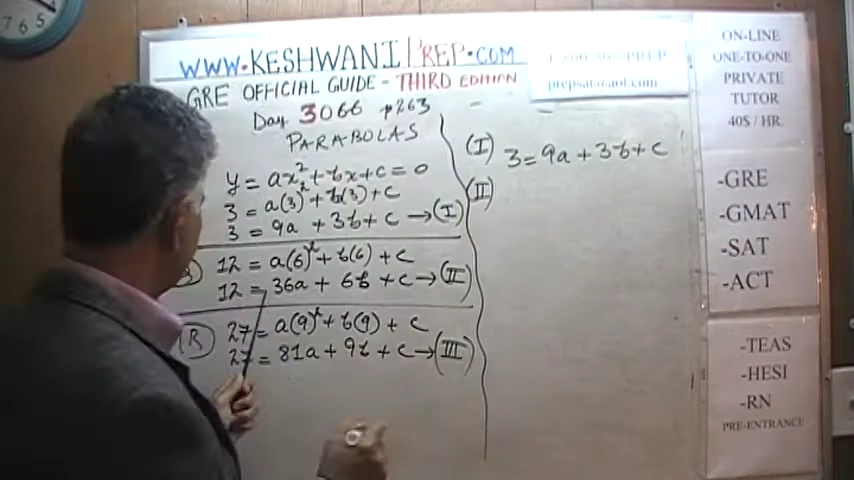 7 6 5
WWW.KESHWANI PREP.COM
GRE OFFICIAL GUIDE - THIRD EDITION
Day 3066 p263
PARABOLAS
y = ax² + bx + c = 0
3 = a(3)² + b(3) + c
3 = 9a + 3b + c → (I)
12 = a(6)² + b(6) + c
12 = 36a + 6b + c → (II)
(R) 27 = a(9)² + b(9) + c
27 = 81a + 9b + c → (III)
(I) 3 = 9a + 3b + c
(II)
prepsat@aol.com
ON-LINE
ONE-TO-ONE
PRIVATE
TUTOR
40$ / HR.
-GRE
-GMAT
-SAT
-ACT
-TEAS
-HESI
-RN
PRE-ENTRANCE